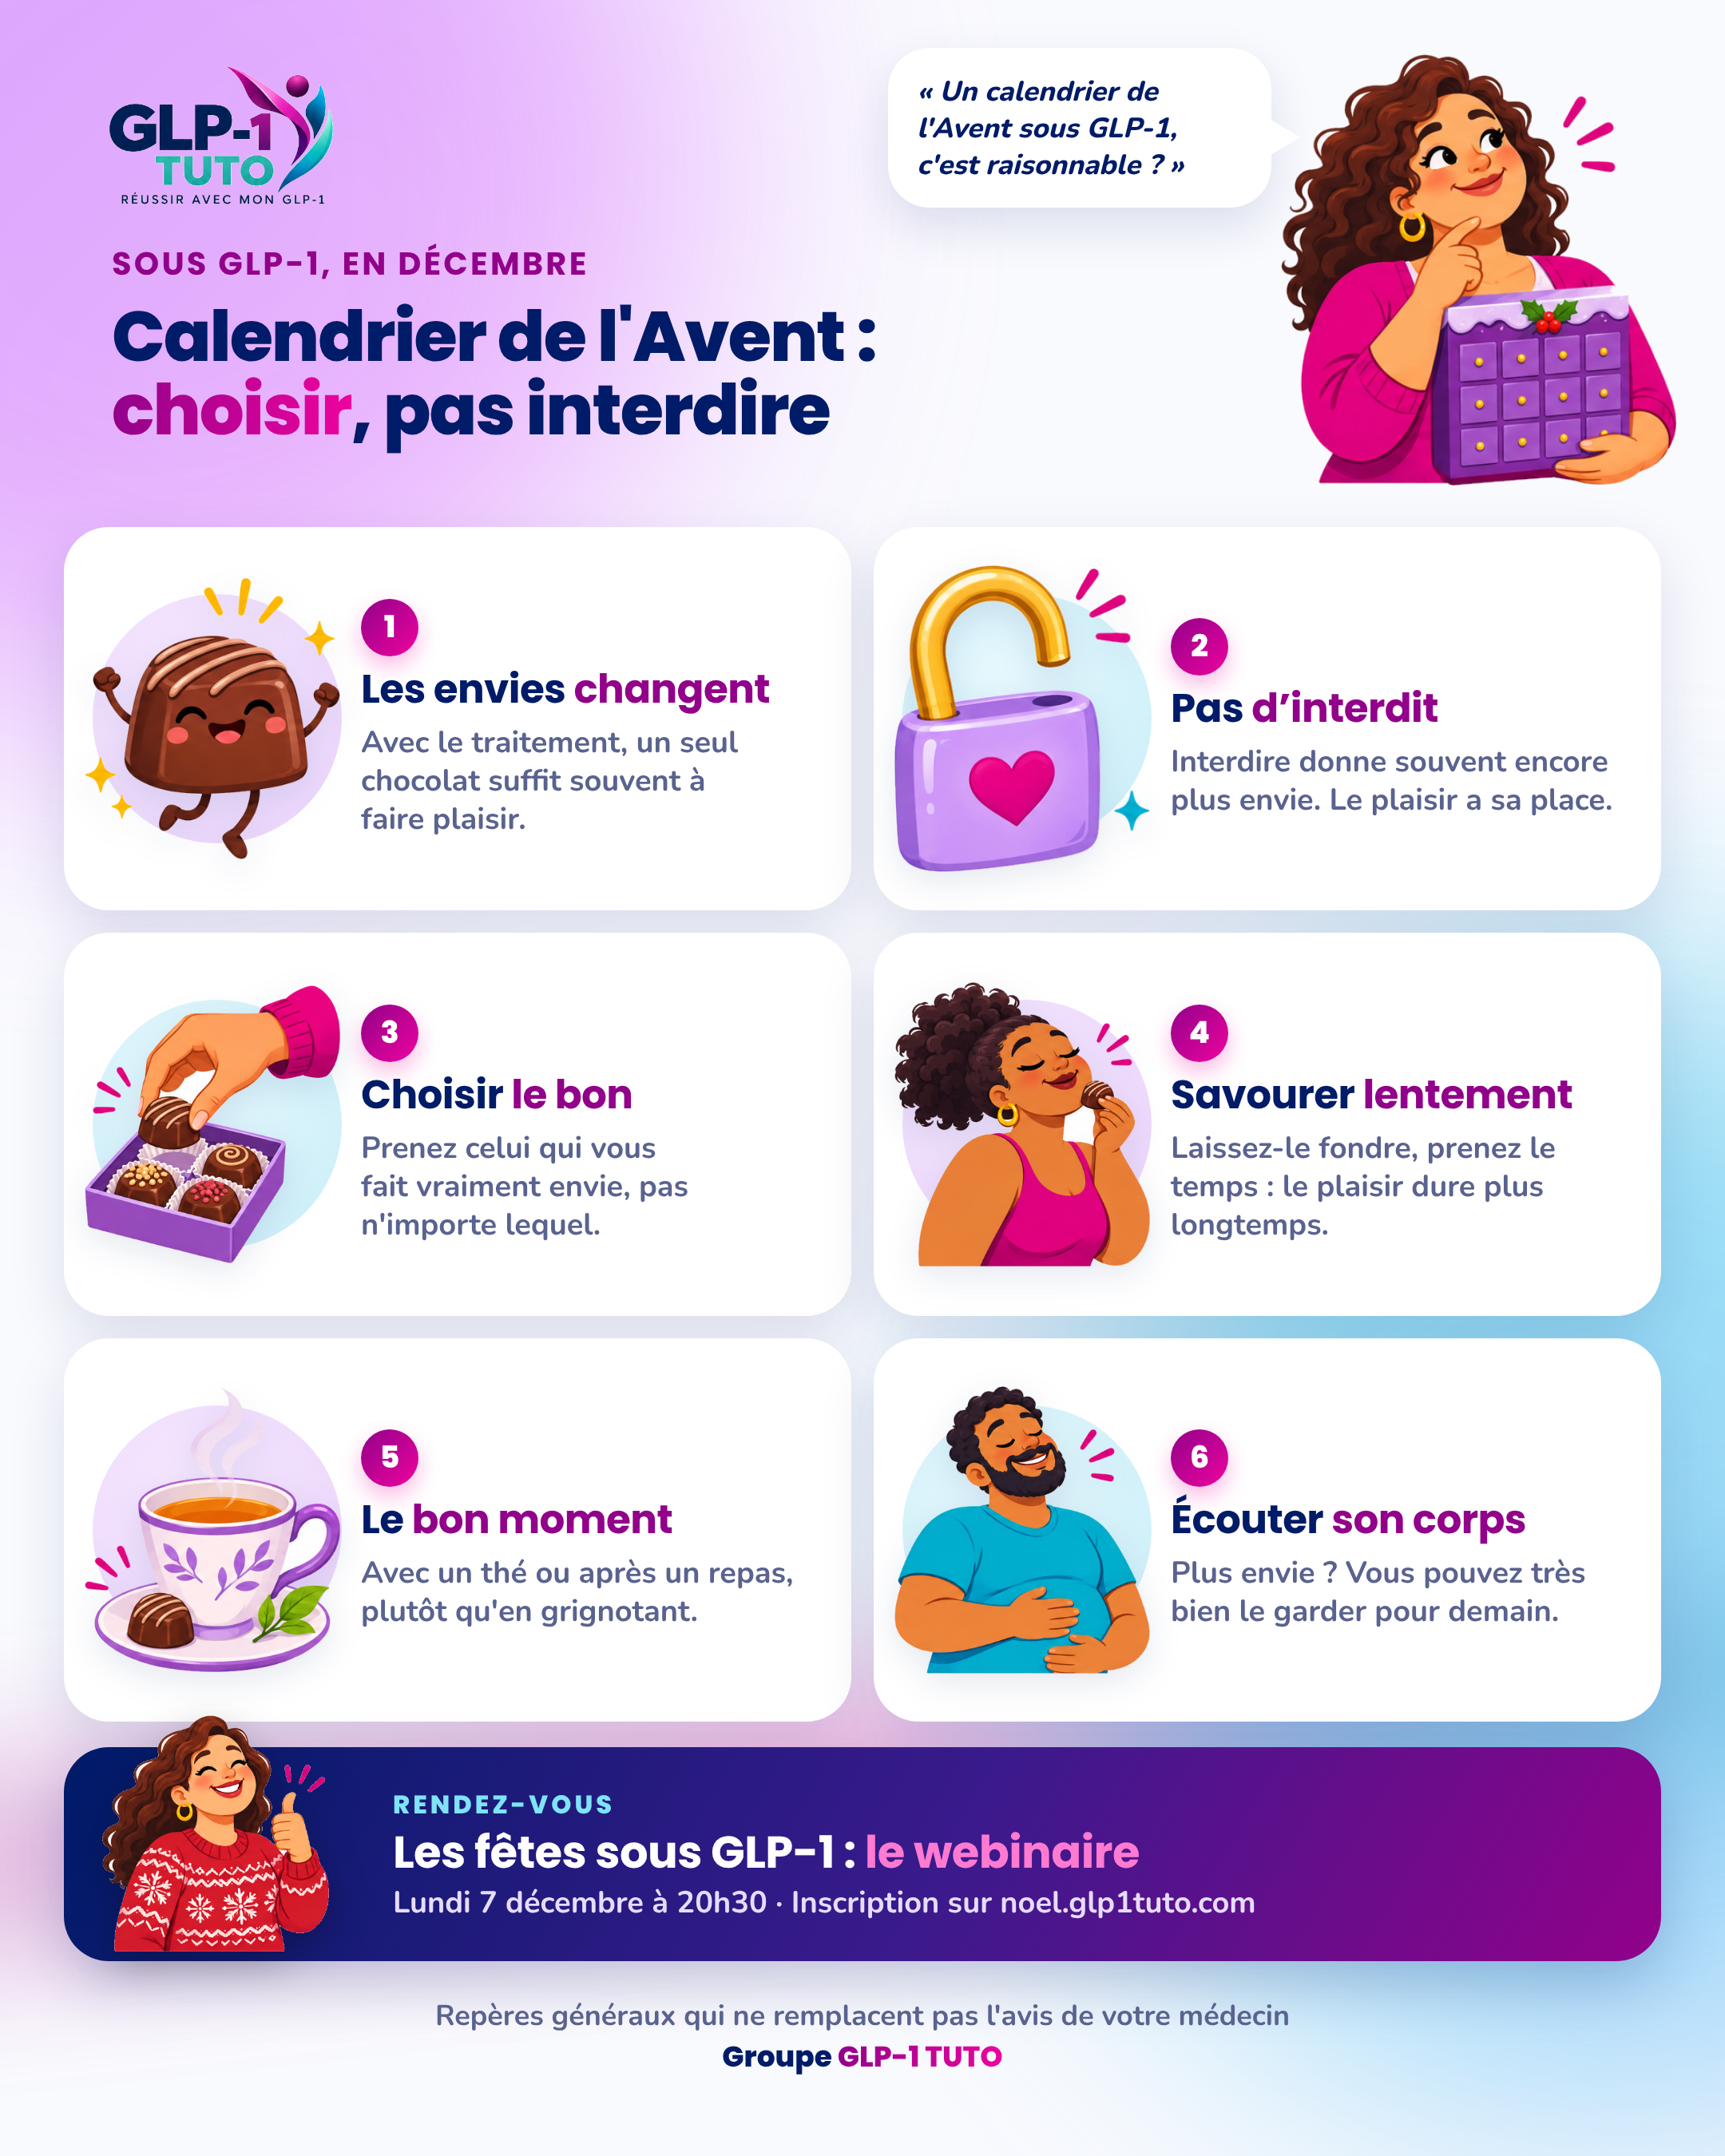 GLP-1
TUTO
RÉUSSIR AVEC MON GLP-1
« Un calendrier de
l'Avent sous GLP-1,
c'est raisonnable ? »
SOUS GLP-1, EN DÉCEMBRE
Calendrier de l'Avent :
choisir, pas interdire
1
Les envies changent
Avec le traitement, un seul
chocolat suffit souvent à
faire plaisir.
2
Pas d’interdit
Interdire donne souvent encore
plus envie. Le plaisir a sa place.
3
Choisir le bon
Prenez celui qui vous
fait vraiment envie, pas
n'importe lequel.
4
Savourer lentement
Laissez-le fondre, prenez le
temps : le plaisir dure plus
longtemps.
5
Le bon moment
Avec un thé ou après un repas,
plutôt qu'en grignotant.
6
Écouter son corps
Plus envie ? Vous pouvez très
bien le garder pour demain.
RENDEZ-VOUS
Les fêtes sous GLP-1 : le webinaire
Lundi 7 décembre à 20h30 · Inscription sur noel.glp1tuto.com
Repères généraux qui ne remplacent pas l'avis de votre médecin
Groupe GLP-1 TUTO